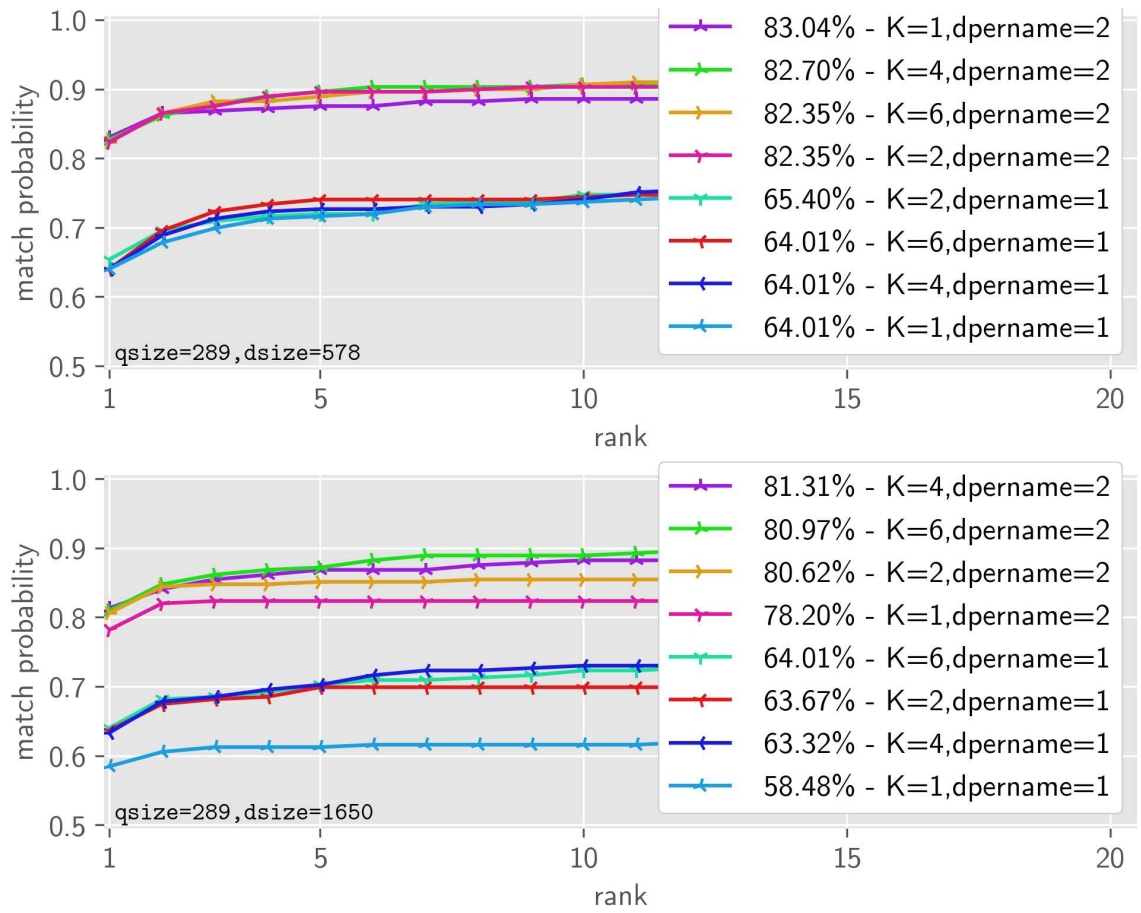 1.0
0.9
0.8
0.7
0.6
0.5
match probability
83.04% - K=1,dpername=2
82.70% - K=4,dpername=2
82.35% - K=6,dpername=2
82.35% - K=2,dpername=2
65.40% - K=2,dpername=1
64.01% - K=6,dpername=1
64.01% - K=4,dpername=1
64.01% - K=1,dpername=1
qsize=289,dsize=578
1 5 10 15 20
rank
1.0
0.9
0.8
0.7
0.6
0.5
match probability
81.31% - K=4,dpername=2
80.97% - K=6,dpername=2
80.62% - K=2,dpername=2
78.20% - K=1,dpername=2
64.01% - K=6,dpername=1
63.67% - K=2,dpername=1
63.32% - K=4,dpername=1
58.48% - K=1,dpername=1
qsize=289,dsize=1650
1 5 10 15 20
rank